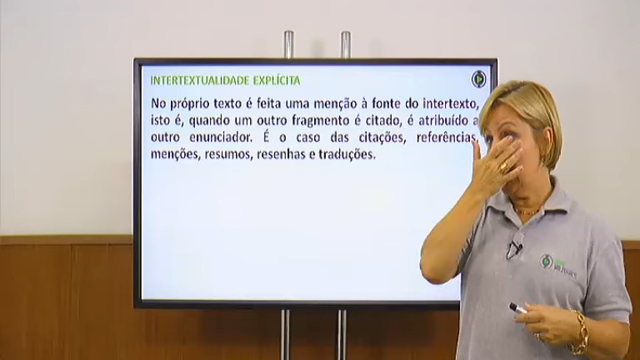 INTERTEXTUALIDADE EXPLÍCITA
No próprio texto é feita uma menção à fonte do intertexto,
isto é, quando um outro fragmento é citado, é atribuído a
outro enunciador. É o caso das citações, referências,
menções, resumos, resenhas e traduções.